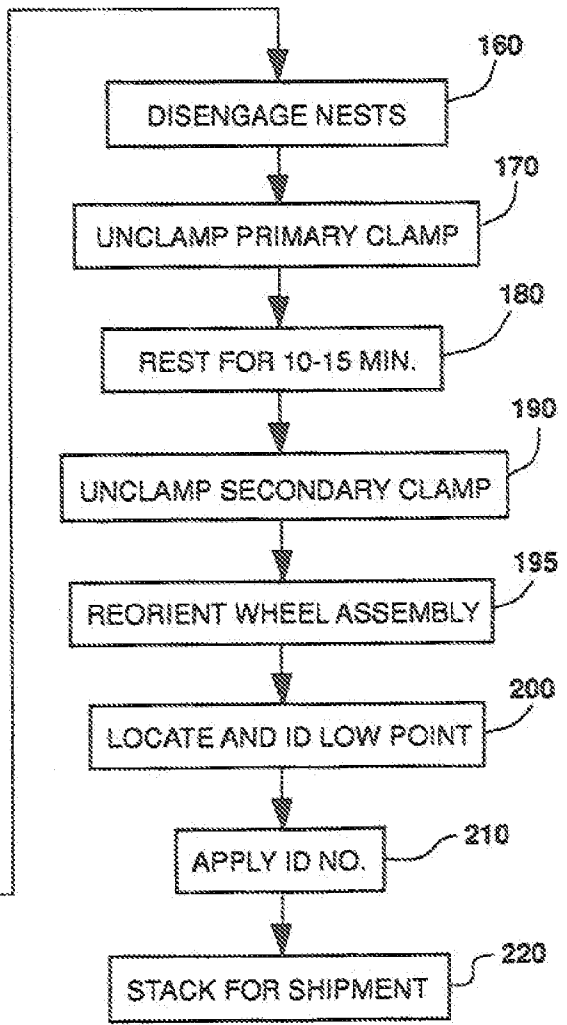 160
DISENGAGE NESTS
170
UNCLAMP PRIMARY CLAMP
180
REST FOR 10-15 MIN.
190
UNCLAMP SECONDARY CLAMP
195
REORIENT WHEEL ASSEMBLY
200
LOCATE AND ID LOW POINT
210
APPLY ID NO.
220
STACK FOR SHIPMENT